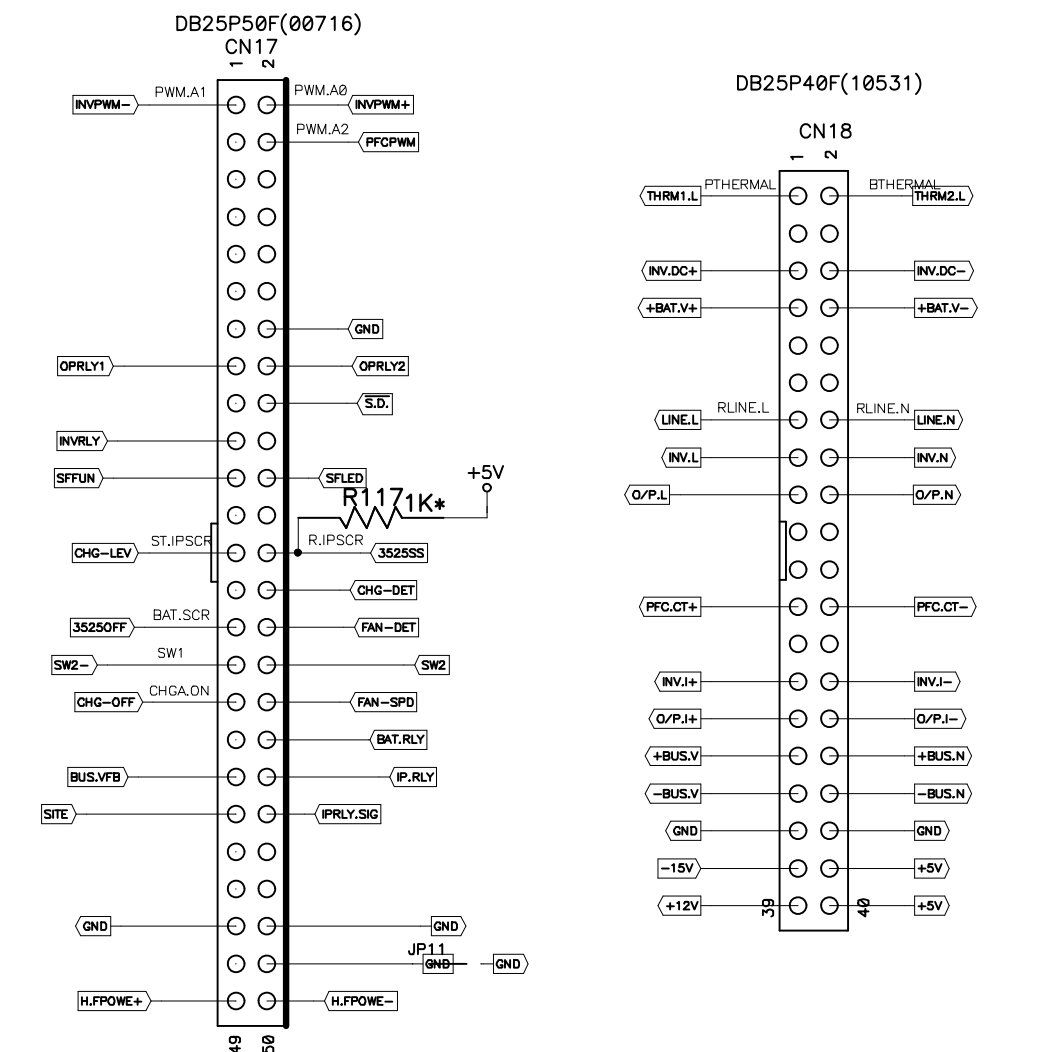 DB25P50F(00716)
CN17
1 2
INVPWM- PWM.A1 PWM.A0 INVPWM+
PWM.A2 PFCPWM
GND
OPRLY1 OPRLY2
S.D.
INVRLY
SFFUN SFLED
+5V
R117 1K*
CHG-LEV ST.IPSCR R.IPSCR 3525SS
CHG-DET
3525OFF BAT.SCR FAN-DET
SW2- SW1 SW2
CHG-OFF CHGA.ON FAN-SPD
BAT.RLY
BUS.VFB IP.RLY
SITE IPRLY.SIG
GND GND
JP11
GND GND
H.FPOWE+ H.FPOWE-
49 50
DB25P40F(10531)
CN18
1 2
THRM1.L PTHERMAL BTHERMAL THRM2.L
INV.DC+ INV.DC-
+BAT.V+ +BAT.V-
LINE.L RLINE.L RLINE.N LINE.N
INV.L INV.N
O/P.L O/P.N
PFC.CT+ PFC.CT-
INV.I+ INV.I-
O/P.I+ O/P.I-
+BUS.V +BUS.N
-BUS.V -BUS.N
GND GND
-15V +5V
+12V 39 40 +5V